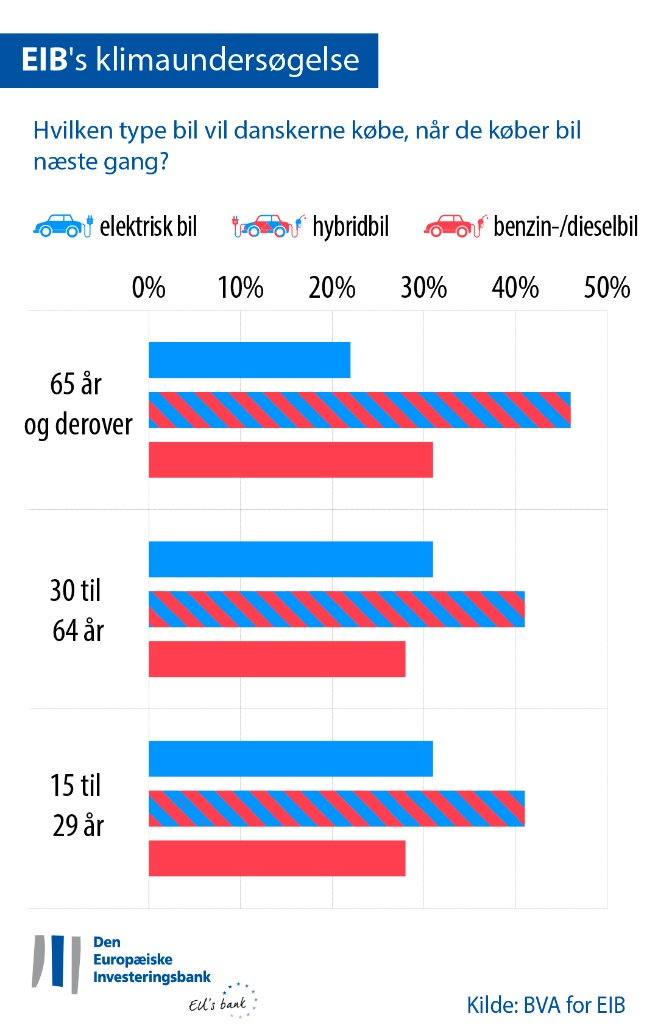 EIB's klimaundersøgelse
Hvilken type bil vil danskerne købe, når de køber bil
næste gang?
elektrisk bil hybridbil benzin-/dieselbil
0% 10% 20% 30% 40% 50%
65 år
og derover
30 til
64 år
15 til
29 år
Den
Europæiske
Investeringsbank
EU's bank
Kilde: BVA for EIB